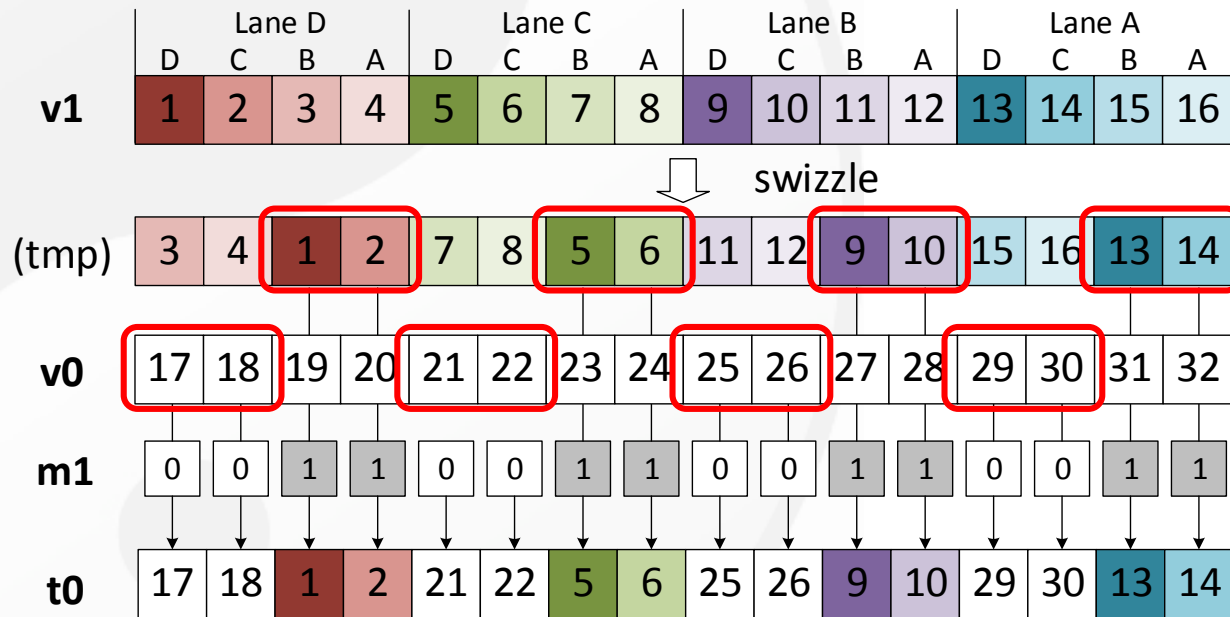 Lane D Lane C Lane B Lane A
D C B A D C B A D C B A D C B A
v1 1 2 3 4 5 6 7 8 9 10 11 12 13 14 15 16
swizzle
(tmp) 3 4 1 2 7 8 5 6 11 12 9 10 15 16 13 14
v0 17 18 19 20 21 22 23 24 25 26 27 28 29 30 31 32
m1 0 0 1 1 0 0 1 1 0 0 1 1 0 0 1 1
t0 17 18 1 2 21 22 5 6 25 26 9 10 29 30 13 14